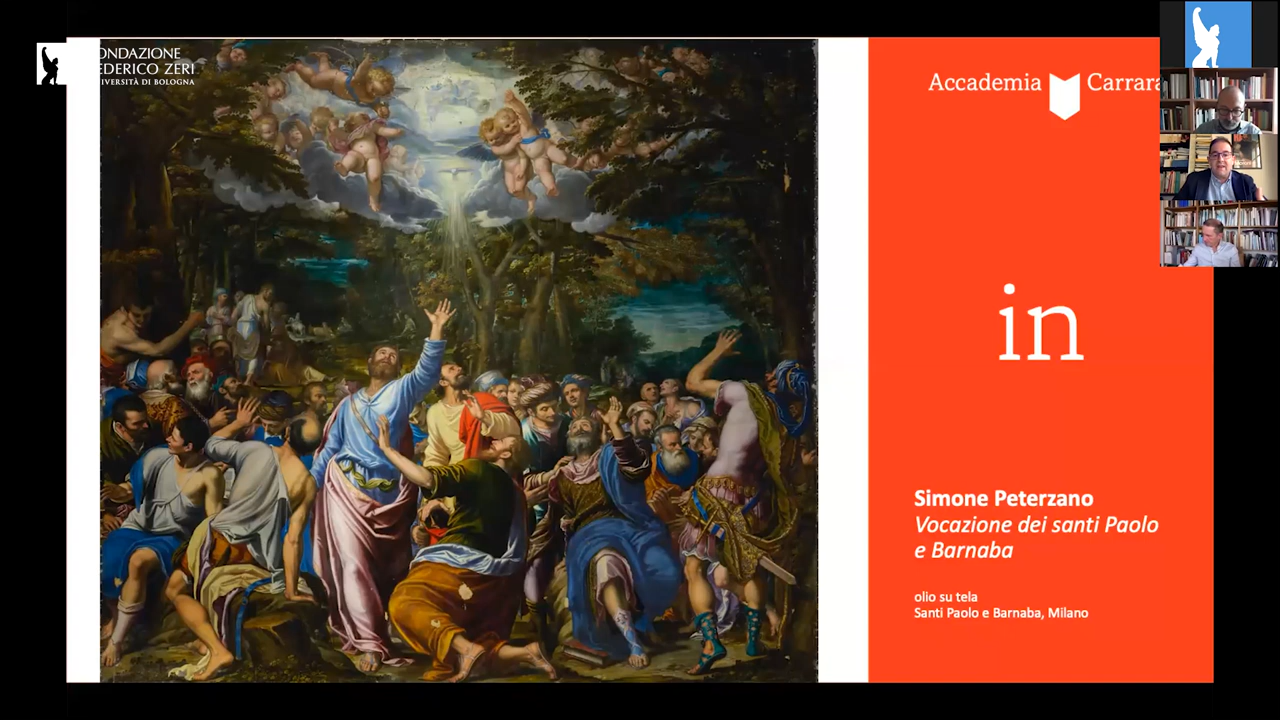 ONDAZIONE
EDERICO ZERI
IVERSITÀ DI BOLOGNA
Accademia Carrara
in
Simone Peterzano
Vocazione dei santi Paolo
e Barnaba
olio su tela
Santi Paolo e Barnaba, Milano